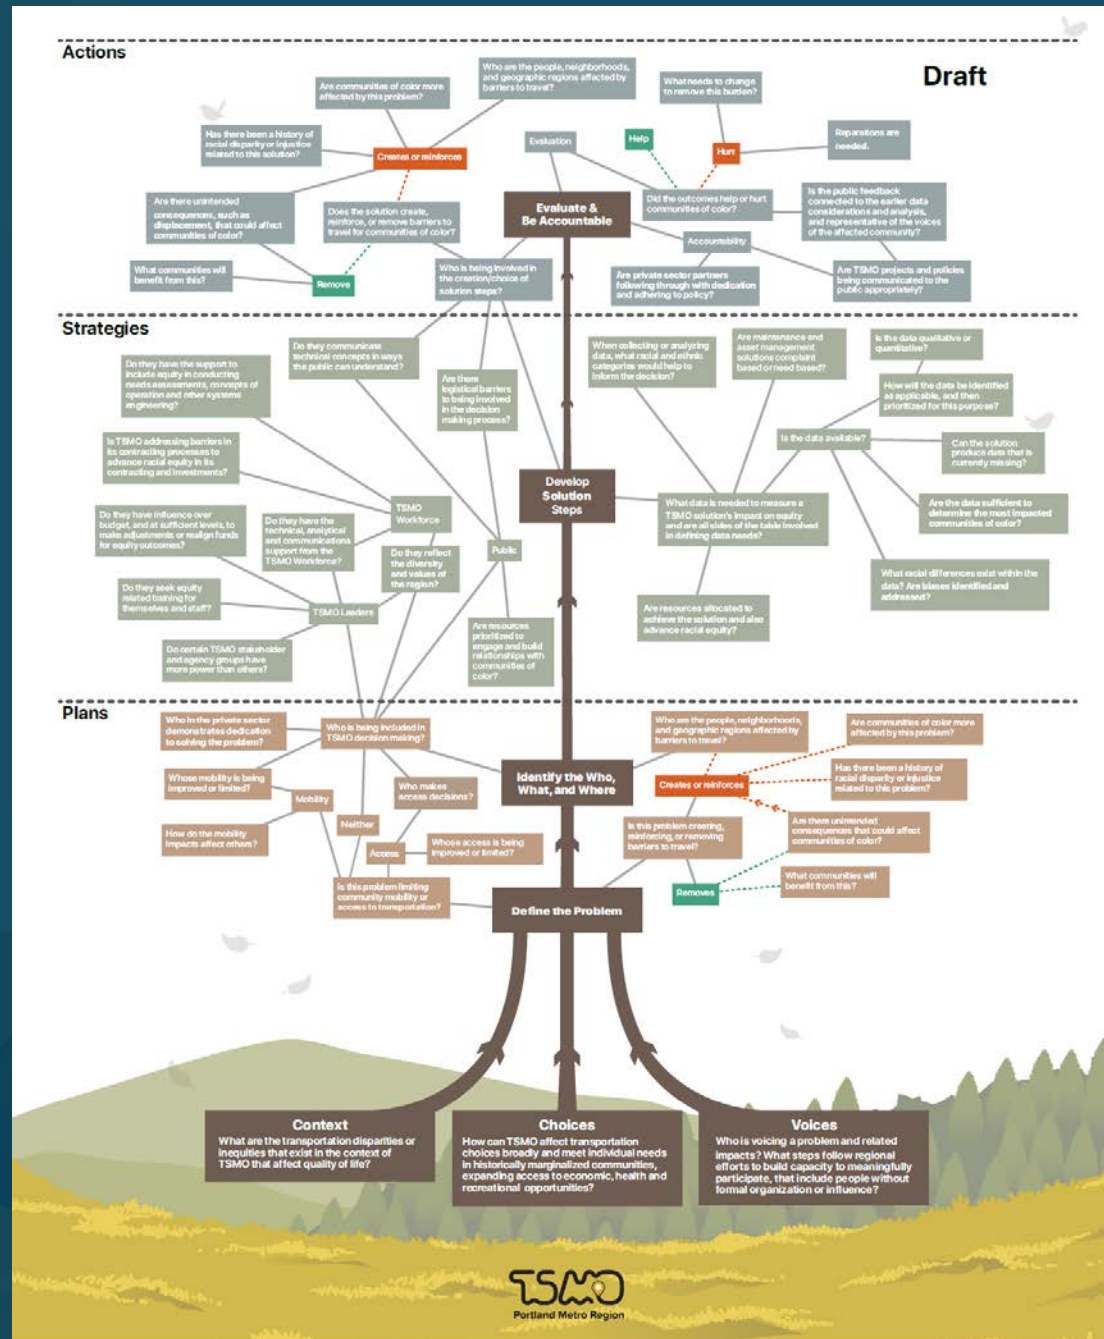 Actions
Draft
Who are the people, neighborhoods,
and geographic regions affected by
barriers to travel?
Are communities of color more
affected by this problem?
What needs to change
to remove this burden?
Has there been a history of
racial disparity or injustice
related to this solution?
Creates or reinforces
Evaluation
Help
Hurt
Reparations are
needed.
Are there unintended
consequences, such as
displacement, that could affect
communities of color?
Does the solution create,
reinforce, or remove barriers to
travel for communities of color?
Evaluate &
Be Accountable
Did the outcomes help or hurt
communities of color?
Is the public feedback
connected to the earlier data
considerations and analysis,
and representative of the voices
of the affected community?
Accountability
What communities will
benefit from this?
Remove
Who is being involved in
the creation/choice of
solution steps?
Are private sector partners
following through with dedication
and adhering to policy?
Are TSMO projects and policies
being communicated to the
public appropriately?
Strategies
Do they have the support to
include equity in conducting
needs assessments, concepts of
operation and other systems
engineering?
Do they communicate
technical concepts in ways
the public can understand?
Are there
logistical barriers
to being involved
in the decision
making process?
When collecting or analyzing
data, what racial and ethnic
categories would help to
inform the decision?
Are maintenance and
asset management
solutions complaint
based or need based?
Is the data qualitative or
quantitative?
How will the data be identified
as applicable, and then
prioritized for this purpose?
Is TSMO addressing barriers in
its contracting processes to
advance racial equity in its
contracting and investments?
Is the data available?
Can the solution
produce data that is
currently missing?
Develop
Solution
Steps
Do they have influence over
budget, and at sufficient levels, to
make adjustments or realign funds
for equity outcomes?
Do they have the
technical, analytical
and communications
support from the
TSMO Workforce?
TSMO
Workforce
Do they reflect
the diversity
and values of
the region?
Public
What data is needed to measure a
TSMO solution's impact on equity
and are all sides of the table involved
in defining data needs?
Are the data sufficient to
determine the most impacted
communities of color?
What racial differences exist within the
data? Are biases identified and
addressed?
Do they seek equity
related training for
themselves and staff?
TSMO Leaders
Are resources allocated to
achieve the solution and also
advance racial equity?
Do certain TSMO stakeholder
and agency groups have
more power than others?
Are resources
prioritized to
engage and build
relationships with
communities of
color?
Plans
Who in the private sector
demonstrates dedication
to solving the problem?
Who is being included in
TSMO decision making?
Who are the people, neighborhoods,
and geographic regions affected by
barriers to travel?
Are communities of color more
affected by this problem?
Whose mobility is being
improved or limited?
Identify the Who,
What, and Where
Creates or reinforces
Has there been a history of
racial disparity or injustice
related to this problem?
Mobility
Who makes
access decisions?
How do the mobility
impacts affect others?
Neither
Access
Whose access is being
improved or limited?
Is this problem creating,
reinforcing, or removing
barriers to travel?
Are there unintended
consequences that could affect
communities of color?
Is this problem limiting
community mobility or
access to transportation?
Define the Problem
Removes
What communities will
benefit from this?
Context
What are the transportation disparities or
inequities that exist in the context of
TSMO that affect quality of life?
Choices
How can TSMO affect transportation
choices broadly and meet individual needs
in historically marginalized communities,
expanding access to economic, health and
recreational opportunities?
Voices
Who is voicing a problem and related
impacts? What steps follow regional
efforts to build capacity to meaningfully
participate, that include people without
formal organization or influence?
TSMO
Portland Metro Region